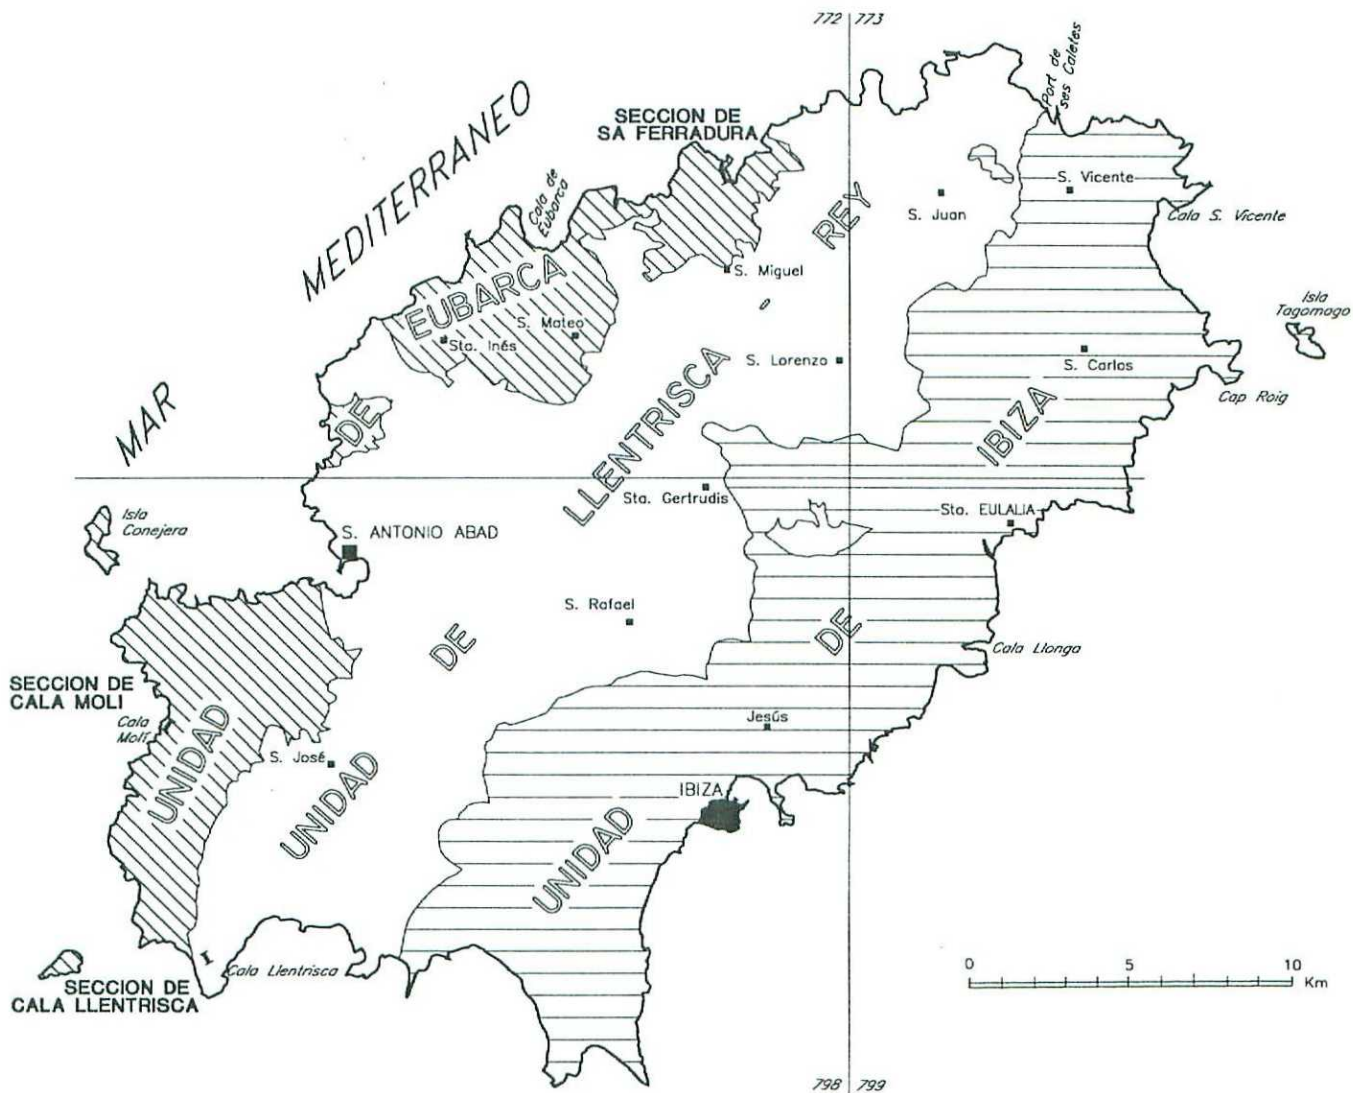 772 773
Port de
ses Caletes
MAR MEDITERRANEO
SECCION DE
SA FERRADURA
Cala de
Eubarca
S. Vicente
S. Juan
Cala S. Vicente
S. Miguel
Isla
Tagomago
S. Mateo
Sta. Inés
S. Lorenzo
S. Carlos
Cap Roig
UNIDAD DE EUBARCA
UNIDAD DE LLENTRISCA REY
UNIDAD DE IBIZA
Sta. Gertrudis
Sta. EULALIA
Isla
Conejera
S. ANTONIO ABAD
S. Rafael
Cala Llonga
SECCION DE
CALA MOLI
Cala
Molí
S. José
Jesús
IBIZA
I
Cala Llentrisca
SECCION DE
CALA LLENTRISCA
0 5 10
Km
798 799